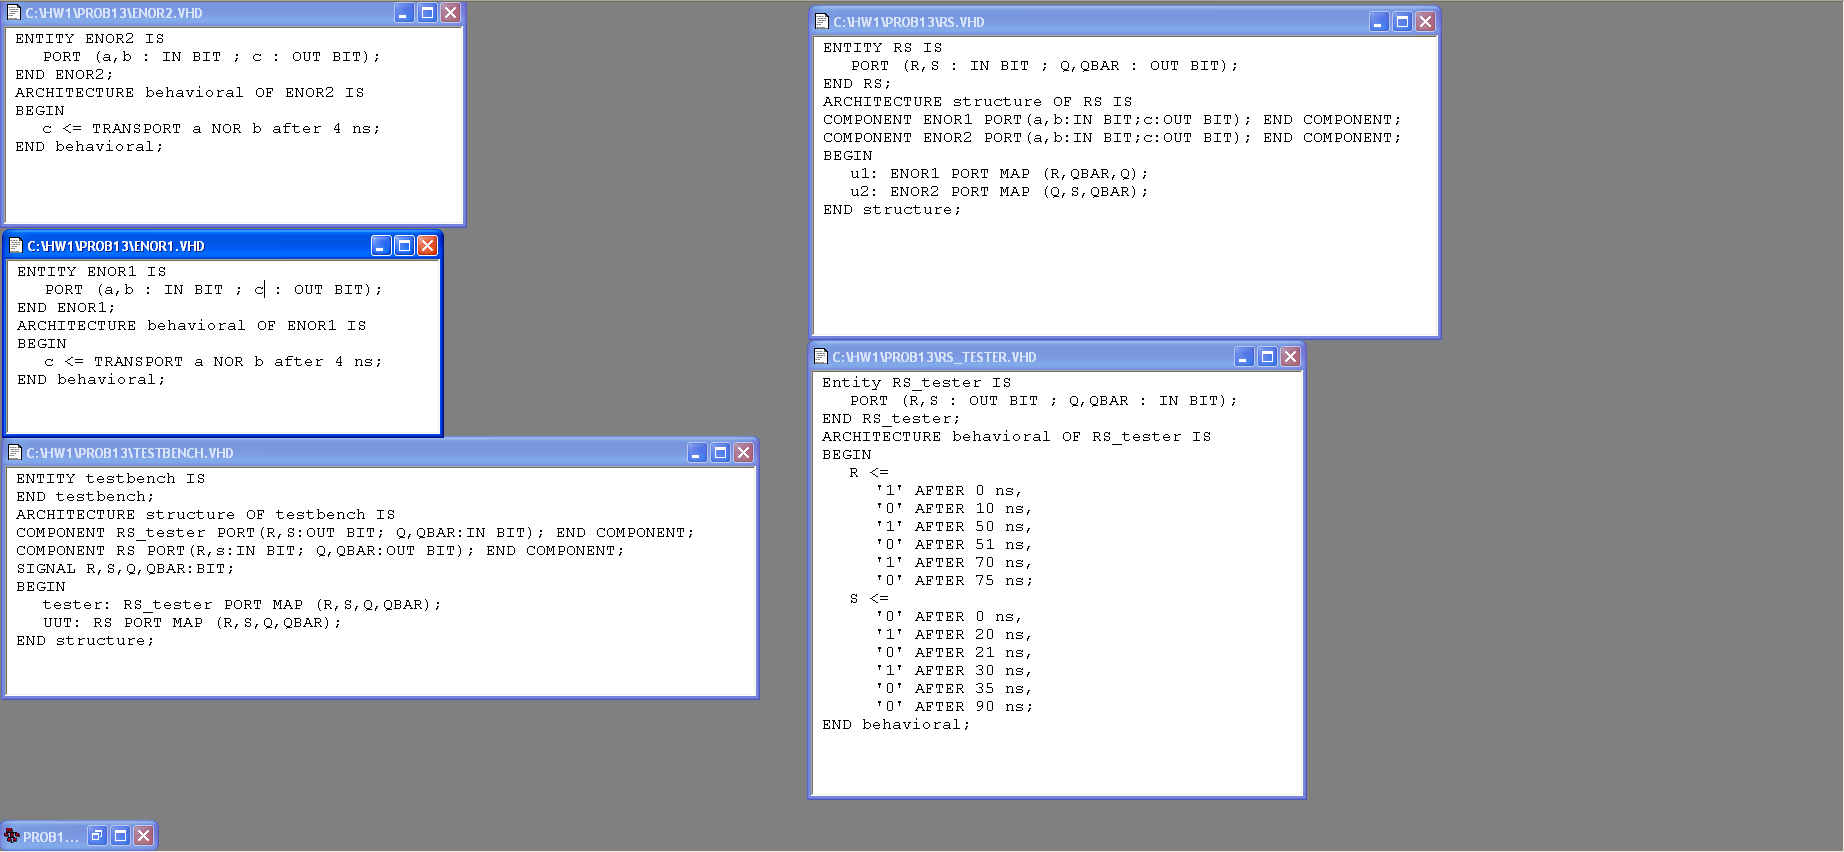 C:\HW1\PROB13\ENOR2.VHD
ENTITY ENOR2 IS
PORT (a,b : IN BIT ; c : OUT BIT);
END ENOR2;
ARCHITECTURE behavioral OF ENOR2 IS
BEGIN
c <= TRANSPORT a NOR b after 4 ns;
END behavioral;
C:\HW1\PROB13\ENOR1.VHD
ENTITY ENOR1 IS
PORT (a,b : IN BIT ; c : OUT BIT);
END ENOR1;
ARCHITECTURE behavioral OF ENOR1 IS
BEGIN
c <= TRANSPORT a NOR b after 4 ns;
END behavioral;
C:\HW1\PROB13\TESTBENCH.VHD
ENTITY testbench IS
END testbench;
ARCHITECTURE structure OF testbench IS
COMPONENT RS_tester PORT(R,S:OUT BIT; Q,QBAR:IN BIT); END COMPONENT;
COMPONENT RS PORT(R,s:IN BIT; Q,QBAR:OUT BIT); END COMPONENT;
SIGNAL R,S,Q,QBAR:BIT;
BEGIN
tester: RS_tester PORT MAP (R,S,Q,QBAR);
UUT: RS PORT MAP (R,S,Q,QBAR);
END structure;
PROB1...
C:\HW1\PROB13\RS.VHD
ENTITY RS IS
PORT (R,S : IN BIT ; Q,QBAR : OUT BIT);
END RS;
ARCHITECTURE structure OF RS IS
COMPONENT ENOR1 PORT(a,b:IN BIT;c:OUT BIT); END COMPONENT;
COMPONENT ENOR2 PORT(a,b:IN BIT;c:OUT BIT); END COMPONENT;
BEGIN
u1: ENOR1 PORT MAP (R,QBAR,Q);
u2: ENOR2 PORT MAP (Q,S,QBAR);
END structure;
C:\HW1\PROB13\RS_TESTER.VHD
Entity RS_tester IS
PORT (R,S : OUT BIT ; Q,QBAR : IN BIT);
END RS_tester;
ARCHITECTURE behavioral OF RS_tester IS
BEGIN
R <=
'1' AFTER 0 ns,
'0' AFTER 10 ns,
'1' AFTER 50 ns,
'0' AFTER 51 ns,
'1' AFTER 70 ns,
'0' AFTER 75 ns;
S <=
'0' AFTER 0 ns,
'1' AFTER 20 ns,
'0' AFTER 21 ns,
'1' AFTER 30 ns,
'0' AFTER 35 ns,
'0' AFTER 90 ns;
END behavioral;